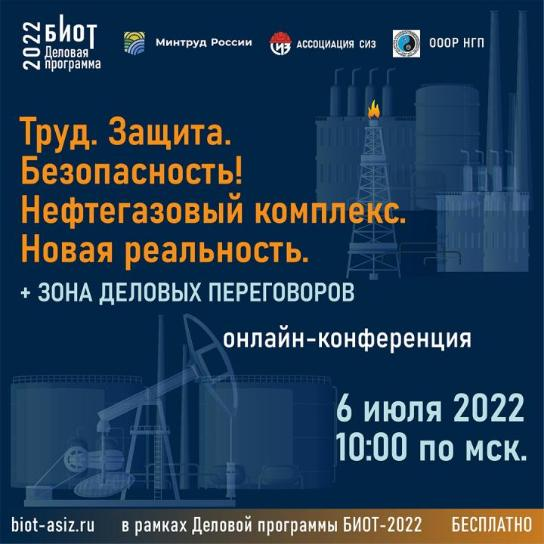 2022
БИОТ
Деловая
программа
Минтруд России
СИЗ
АССОЦИАЦИЯ СИЗ
ОООР НГП
Труд. Защита.
Безопасность!
Нефтегазовый комплекс.
Новая реальность.
+ ЗОНА ДЕЛОВЫХ ПЕРЕГОВОРОВ
онлайн-конференция
6 июля 2022
10:00 по мск.
biot-asiz.ru в рамках Деловой программы БИОТ-2022 БЕСПЛАТНО